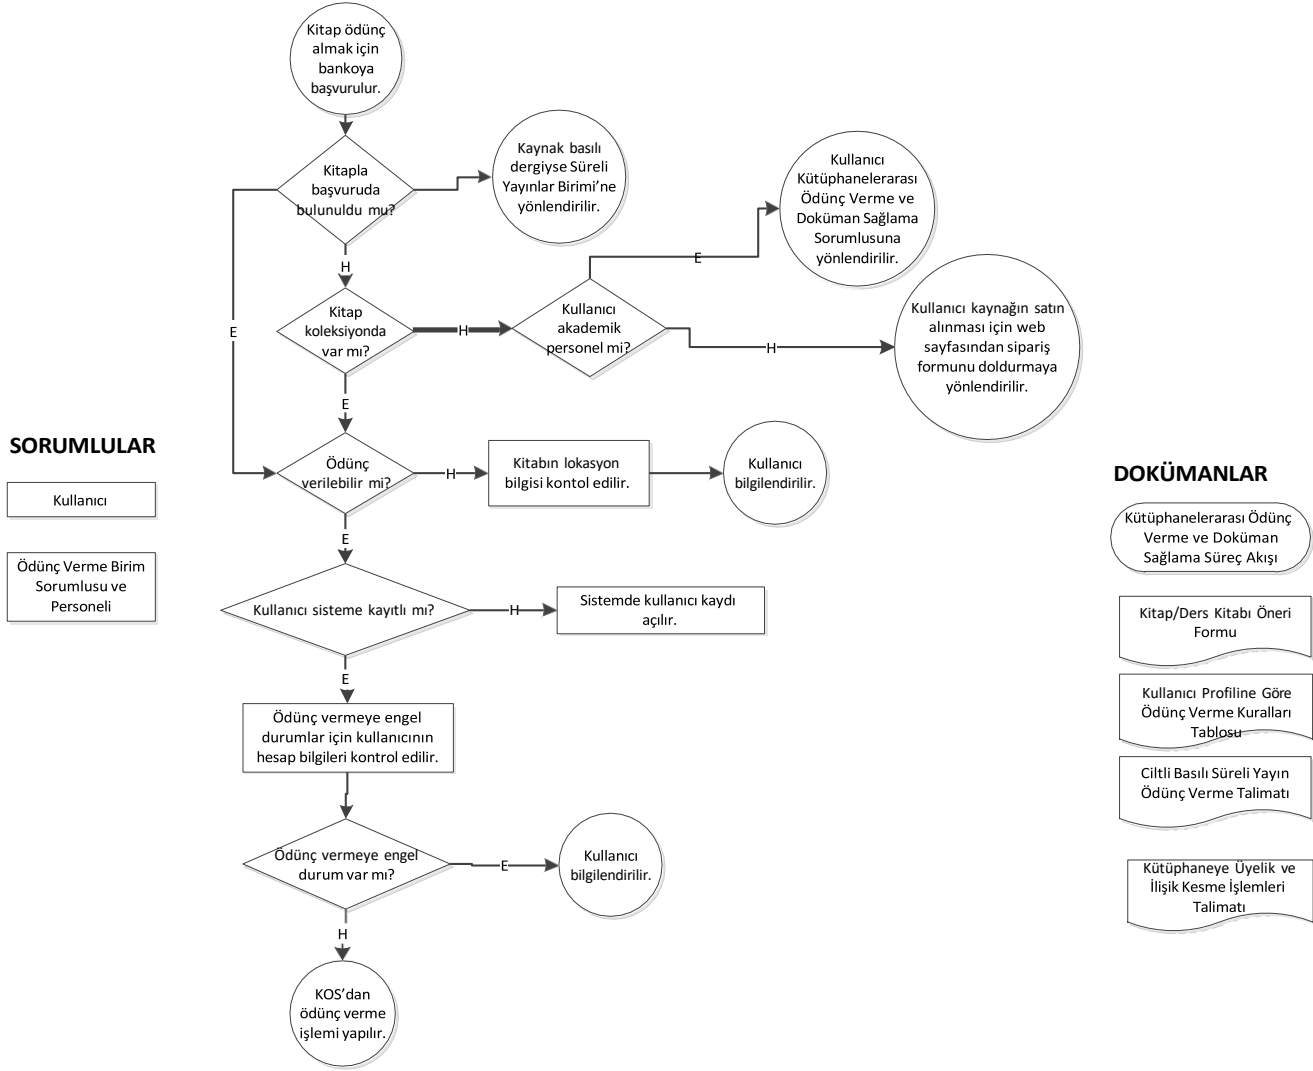 Kitap ödünç
almak için
bankoya
başvurulur.
Kitapla
başvuruda
bulunuldu mu?
Kaynak basılı
dergiyse Süreli
Yayınlar Birimi’ne
yönlendirilir.
Kullanıcı
Kütüphanelerarası
Ödünç Verme ve
Doküman Sağlama
Sorumlusuna
yönlendirilir.
E
H
Kitap
koleksiyonda
var mı?
H
Kullanıcı
akademik
personel mi?
H
Kullanıcı kaynağın satın
alınması için web
sayfasından sipariş
formunu doldurmaya
yönlendirilir.
E
E
SORUMLULAR
Kullanıcı
Ödünç Verme Birim
Sorumlusu ve
Personeli
Ödünç
verilebilir mi?
H
Kitabın lokasyon
bilgisi kontol edilir.
Kullanıcı
bilgilendirilir.
E
Kullanıcı sisteme kayıtlı mı?
H
Sistemde kullanıcı kaydı
açılır.
E
Ödünç vermeye engel
durumlar için kullanıcının
hesap bilgileri kontrol edilir.
Ödünç vermeye engel
durum var mı?
E
Kullanıcı
bilgilendirilir.
H
KOS’dan
ödünç verme
işlemi yapılır.
DOKÜMANLAR
Kütüphanelerarası Ödünç
Verme ve Doküman
Sağlama Süreç Akışı
Kitap/Ders Kitabı Öneri
Formu
Kullanıcı Profiline Göre
Ödünç Verme Kuralları
Tablosu
Ciltli Basılı Süreli Yayın
Ödünç Verme Talimatı
Kütüphaneye Üyelik ve
İlişik Kesme İşlemleri
Talimatı